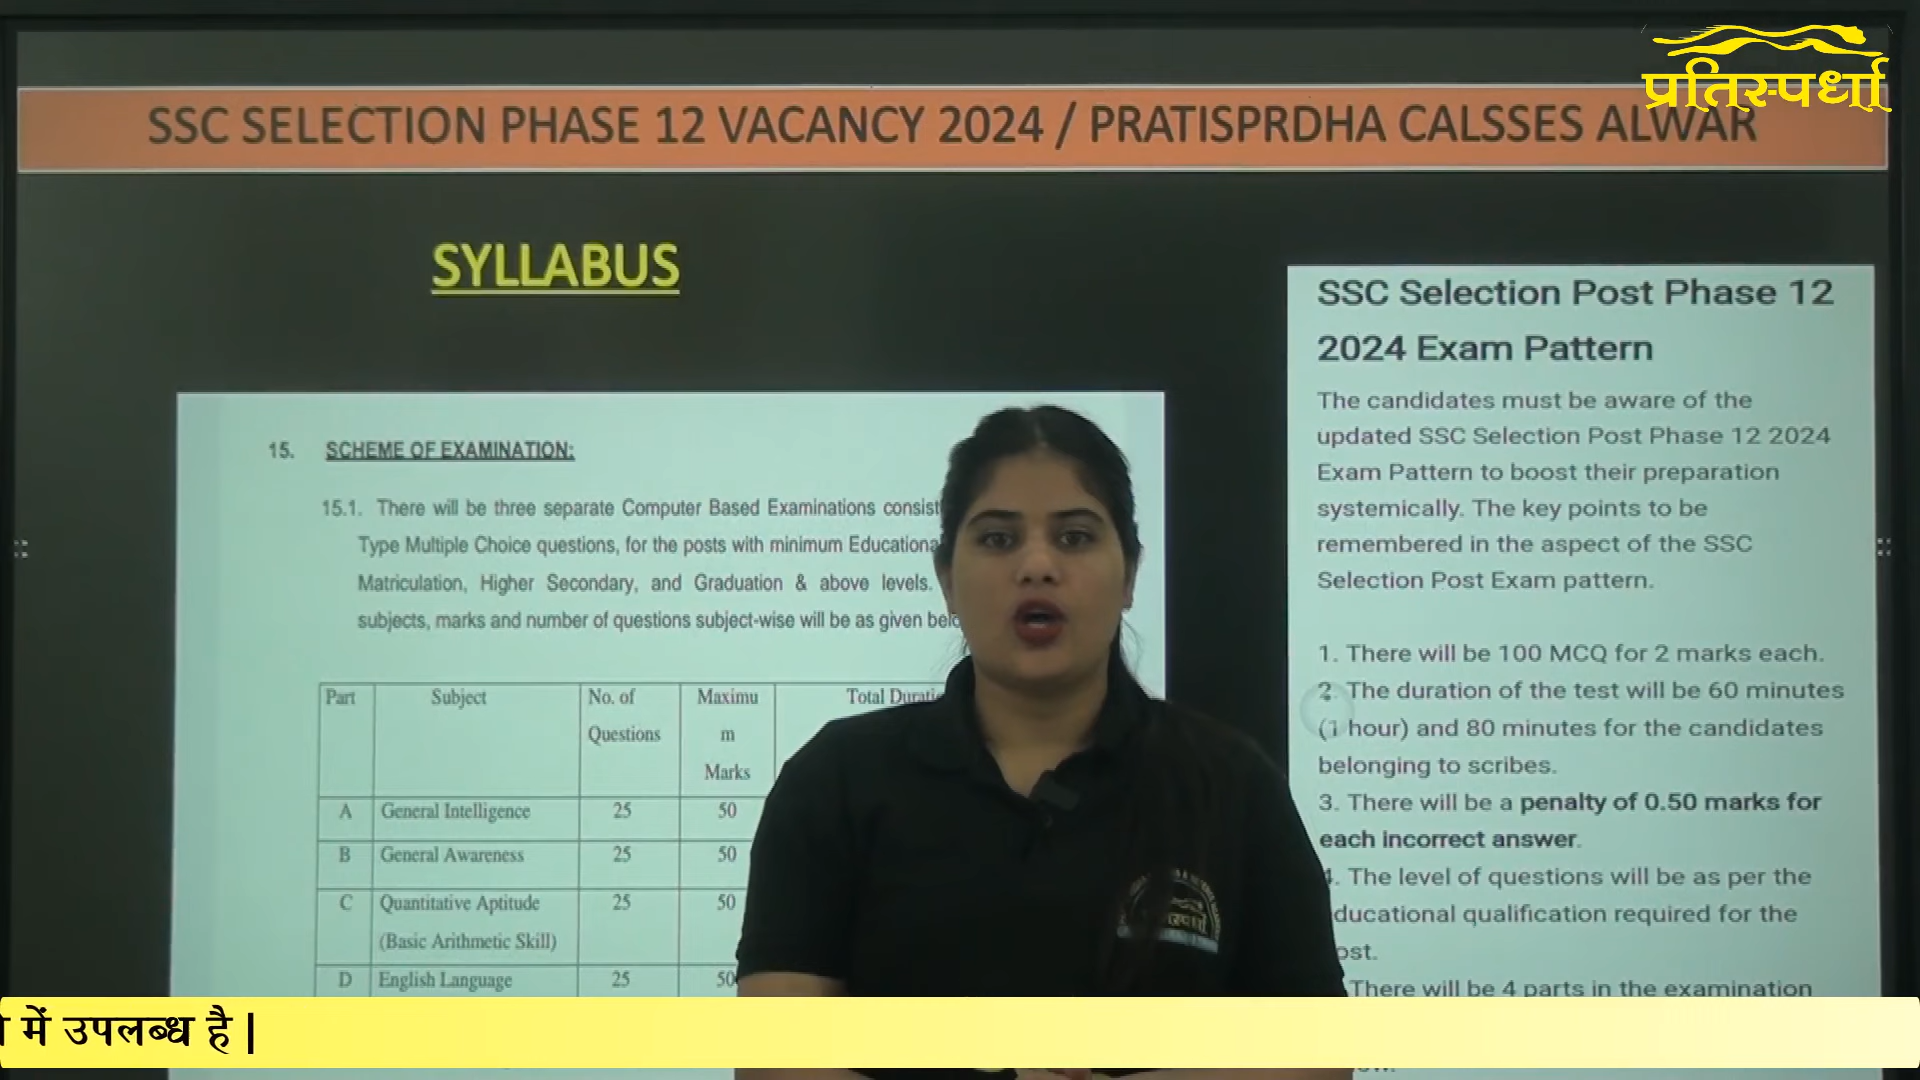 प्रतिस्पर्धा
SSC SELECTION PHASE 12 VACANCY 2024 / PRATISPRDHA CALSSES ALWAR
SYLLABUS
15. SCHEME OF EXAMINATION:
15.1. There will be three separate Computer Based Examinations consist
Type Multiple Choice questions, for the posts with minimum Educationa
Matriculation, Higher Secondary, and Graduation & above levels.
subjects, marks and number of questions subject-wise will be as given belo
Part Subject No. of Questions Maximu m Marks Total Duratio
A General Intelligence 25 50
B General Awareness 25 50
C Quantitative Aptitude 25 50
(Basic Arithmetic Skill)
D English Language 25 50
SSC Selection Post Phase 12
2024 Exam Pattern
The candidates must be aware of the
updated SSC Selection Post Phase 12 2024
Exam Pattern to boost their preparation
systemically. The key points to be
remembered in the aspect of the SSC
Selection Post Exam pattern.
1. There will be 100 MCQ for 2 marks each.
2. The duration of the test will be 60 minutes
(1 hour) and 80 minutes for the candidates
belonging to scribes.
3. There will be a penalty of 0.50 marks for
each incorrect answer.
4. The level of questions will be as per the
ducational qualification required for the
ost.
There will be 4 parts in the examination
में उपलब्ध है |